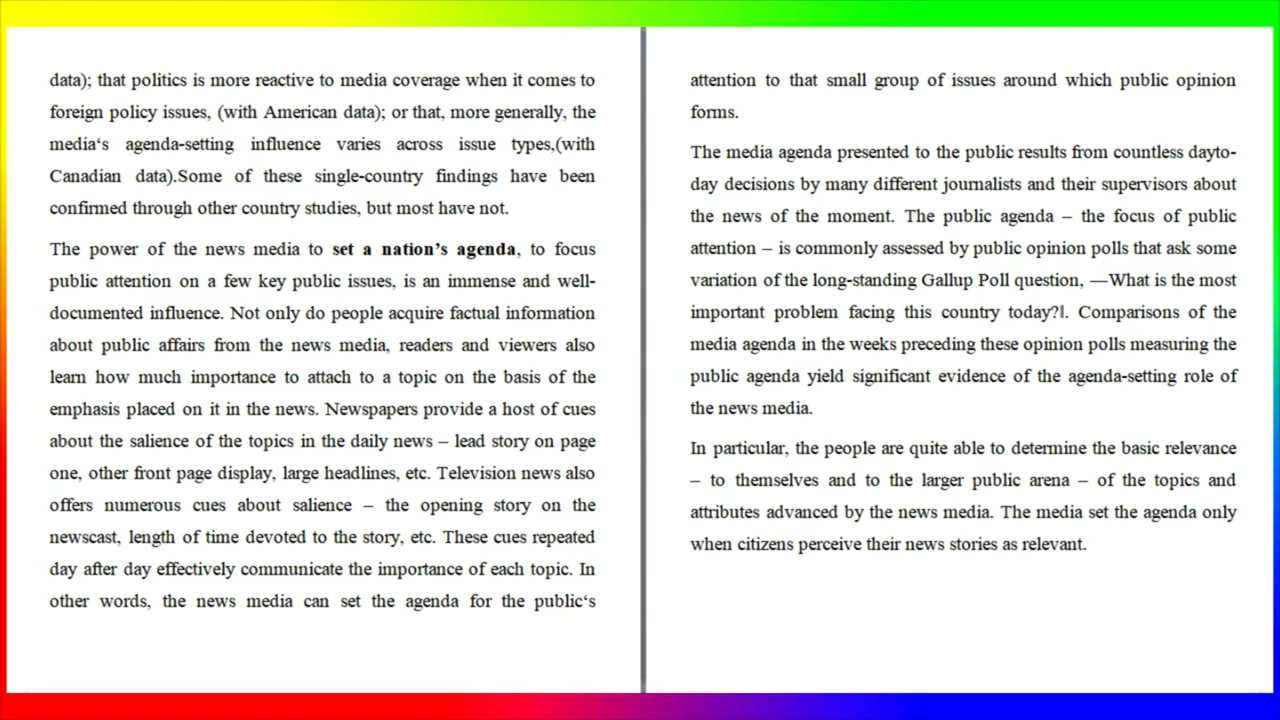 data); that politics is more reactive to media coverage when it comes to
foreign policy issues, (with American data); or that, more generally, the
media‘s agenda-setting influence varies across issue types,(with
Canadian data).Some of these single-country findings have been
confirmed through other country studies, but most have not.
The power of the news media to set a nation’s agenda, to focus
public attention on a few key public issues, is an immense and well-
documented influence. Not only do people acquire factual information
about public affairs from the news media, readers and viewers also
learn how much importance to attach to a topic on the basis of the
emphasis placed on it in the news. Newspapers provide a host of cues
about the salience of the topics in the daily news – lead story on page
one, other front page display, large headlines, etc. Television news also
offers numerous cues about salience – the opening story on the
newscast, length of time devoted to the story, etc. These cues repeated
day after day effectively communicate the importance of each topic. In
other words, the news media can set the agenda for the public‘s
attention to that small group of issues around which public opinion
forms.
The media agenda presented to the public results from countless dayto-
day decisions by many different journalists and their supervisors about
the news of the moment. The public agenda – the focus of public
attention – is commonly assessed by public opinion polls that ask some
variation of the long-standing Gallup Poll question, ―What is the most
important problem facing this country today?‖. Comparisons of the
media agenda in the weeks preceding these opinion polls measuring the
public agenda yield significant evidence of the agenda-setting role of
the news media.
In particular, the people are quite able to determine the basic relevance
– to themselves and to the larger public arena – of the topics and
attributes advanced by the news media. The media set the agenda only
when citizens perceive their news stories as relevant.